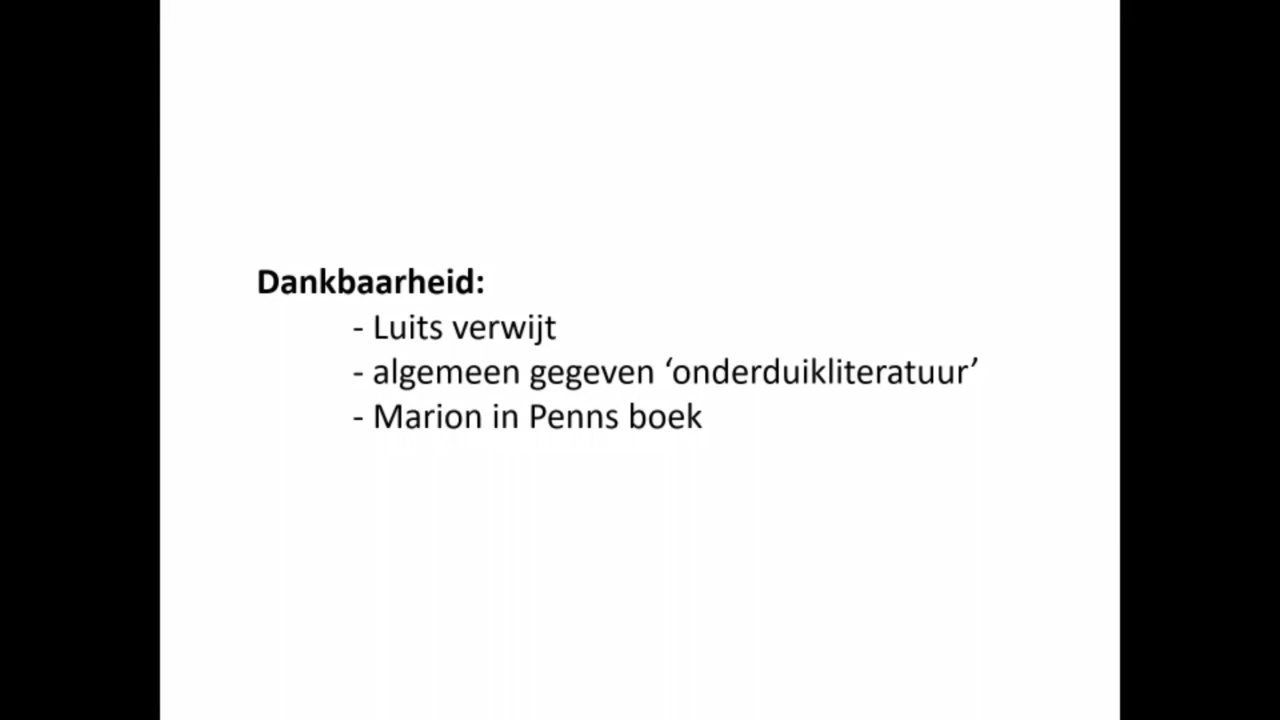 Dankbaarheid:
- Luits verwijt
- algemeen gegeven ‘onderduikliteratuur’
- Marion in Penns boek